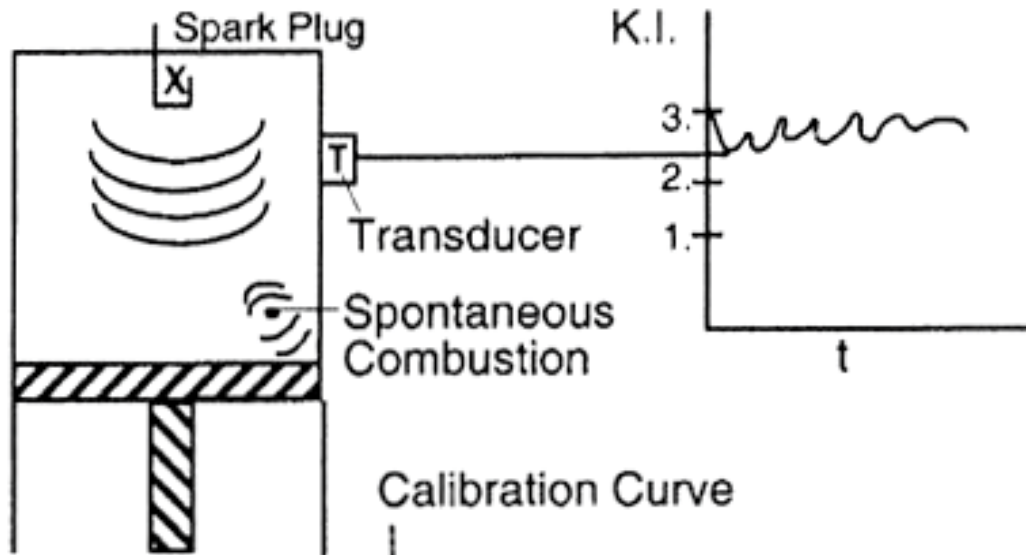 Spark Plug
X
T
Transducer
Spontaneous
Combustion
K.I.
3.
2.
1.
t
Calibration Curve